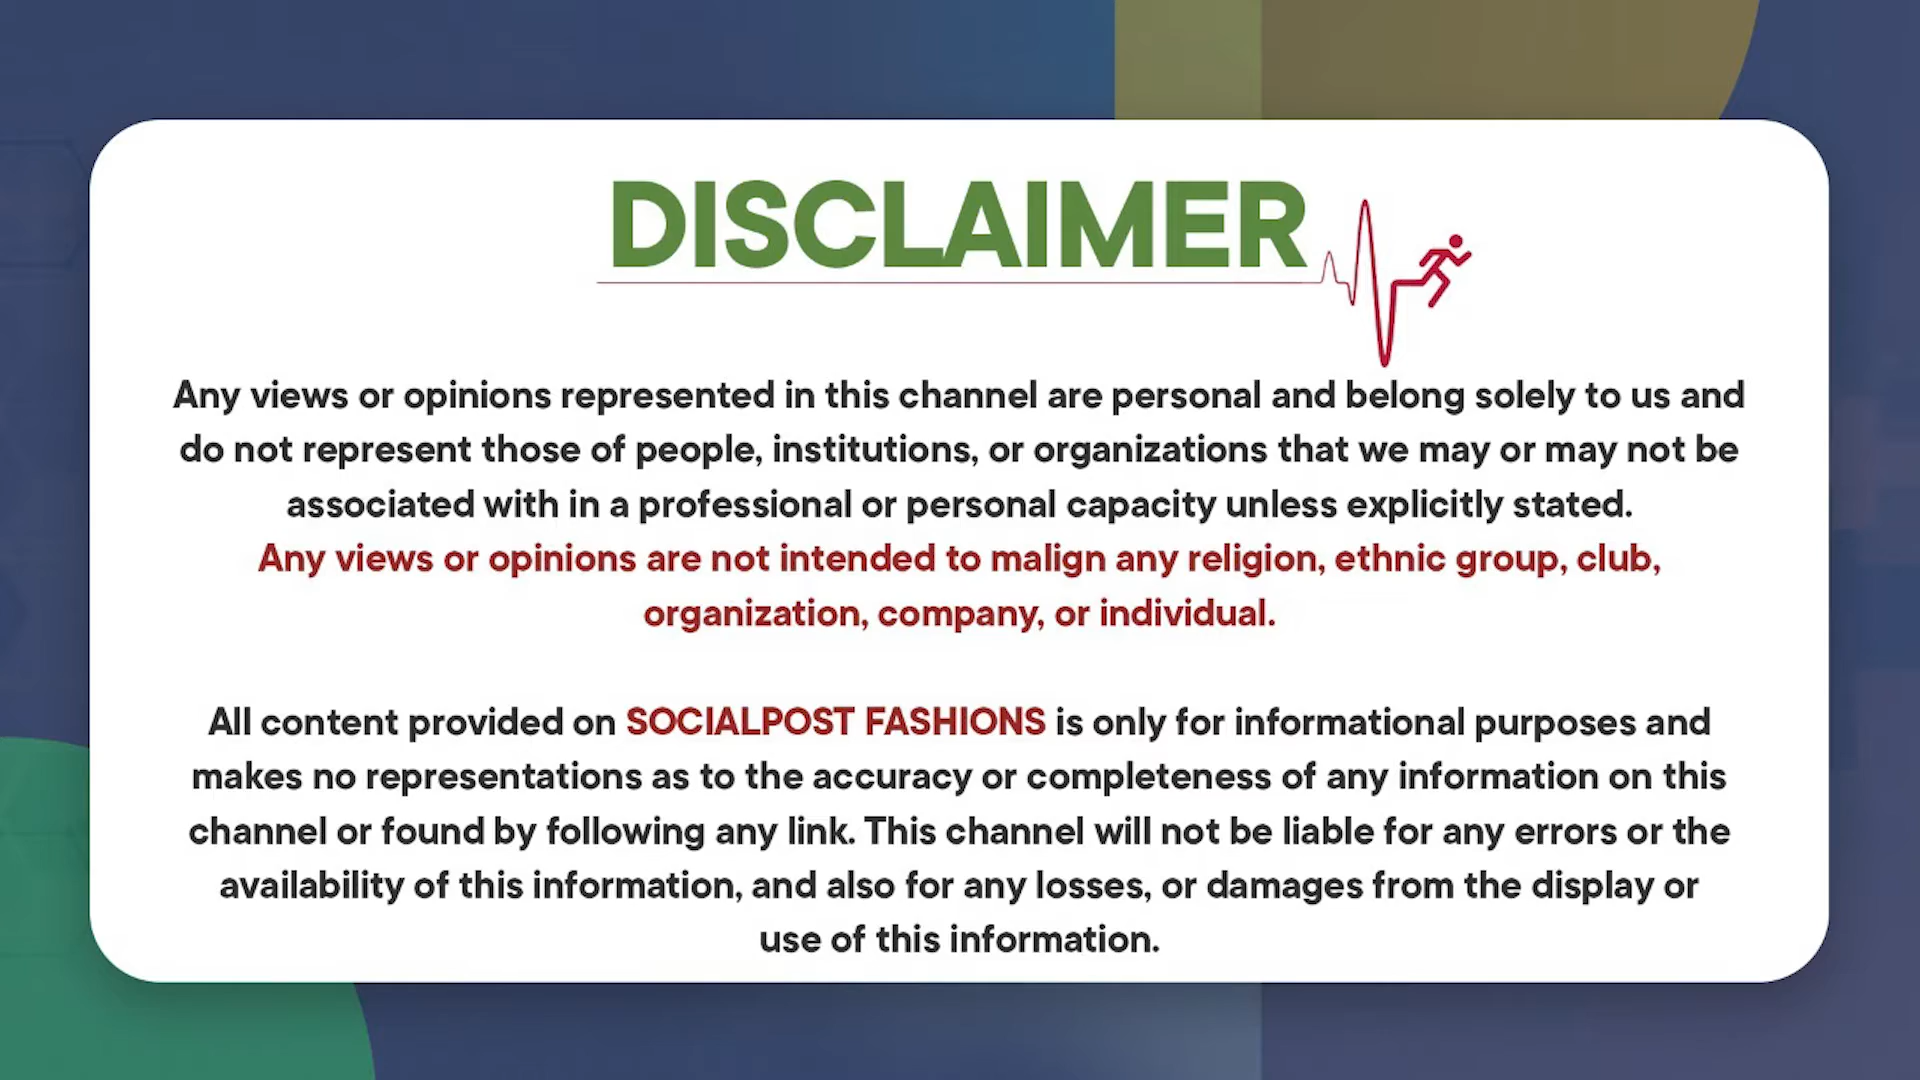 DISCLAIMER
Any views or opinions represented in this channel are personal and belong solely to us and
do not represent those of people, institutions, or organizations that we may or may not be
associated with in a professional or personal capacity unless explicitly stated.
Any views or opinions are not intended to malign any religion, ethnic group, club,
organization, company, or individual.
All content provided on SOCIALPOST FASHIONS is only for informational purposes and
makes no representations as to the accuracy or completeness of any information on this
channel or found by following any link. This channel will not be liable for any errors or the
availability of this information, and also for any losses, or damages from the display or
use of this information.